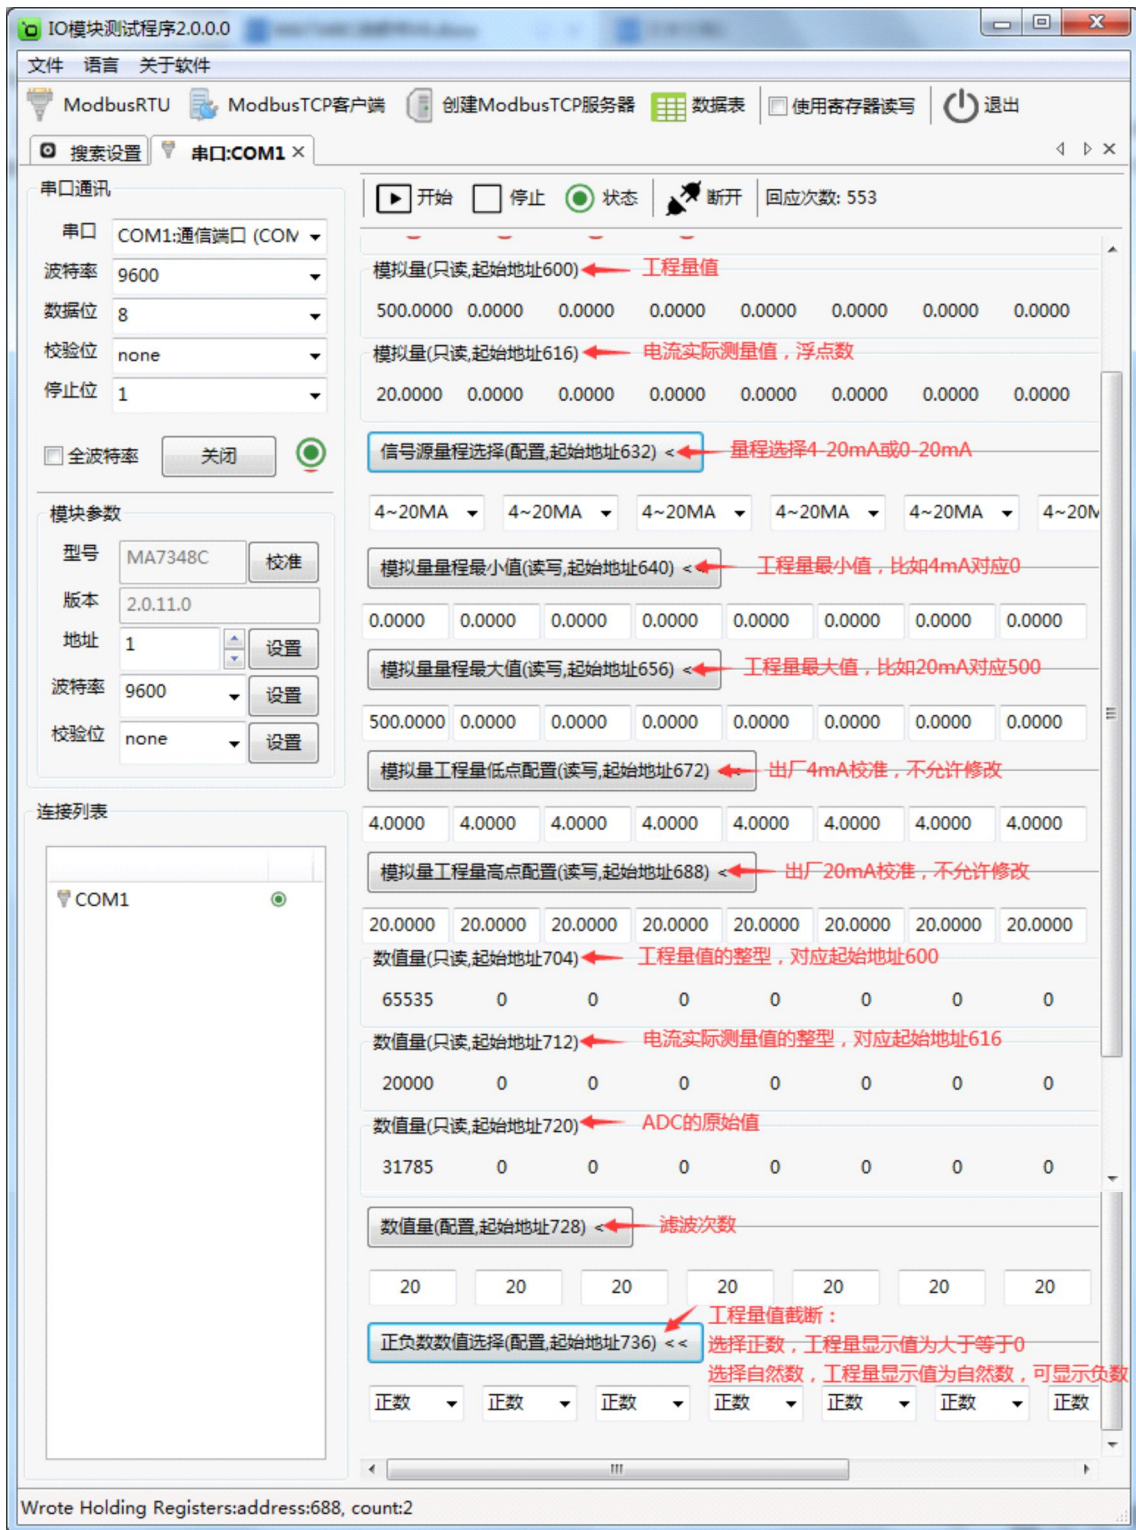 IO模块测试程序2.0.0.0
文件 语言 关于软件
ModbusRTU ModbusTCP客户端 创建ModbusTCP服务器 数据表 使用寄存器读写 退出
搜索设置 串口:COM1
串口通讯
串口 COM1:通信端口 (COM
波特率 9600
数据位 8
校验位 none
停止位 1
全波特率 关闭
模块参数
型号 MA7348C 校准
版本 2.0.11.0
地址 1 设置
波特率 9600 设置
校验位 none 设置
连接列表
COM1
开始 停止 状态 断开 回应次数: 553
模拟量(只读,起始地址600) 工程量值
500.0000 0.0000 0.0000 0.0000 0.0000 0.0000 0.0000 0.0000
模拟量(只读,起始地址616) 电流实际测量值，浮点数
20.0000 0.0000 0.0000 0.0000 0.0000 0.0000 0.0000 0.0000
信号源量程选择(配置,起始地址632) < 量程选择4-20mA或0-20mA
4~20MA 4~20MA 4~20MA 4~20MA 4~20MA 4~20M
模拟量量程最小值(读写,起始地址640) << 工程量最小值，比如4mA对应0
0.0000 0.0000 0.0000 0.0000 0.0000 0.0000 0.0000 0.0000
模拟量量程最大值(读写,起始地址656) < 工程量最大值，比如20mA对应500
500.0000 0.0000 0.0000 0.0000 0.0000 0.0000 0.0000 0.0000
模拟量工程量低点配置(读写,起始地址672) 出厂4mA校准，不允许修改
4.0000 4.0000 4.0000 4.0000 4.0000 4.0000 4.0000 4.0000
模拟量工程量高点配置(读写,起始地址688) < 出厂20mA校准，不允许修改
20.0000 20.0000 20.0000 20.0000 20.0000 20.0000 20.0000 20.0000
数值量(只读,起始地址704) 工程量值的整型，对应起始地址600
65535 0 0 0 0 0 0 0
数值量(只读,起始地址712) 电流实际测量值的整型，对应起始地址616
20000 0 0 0 0 0 0 0
数值量(只读,起始地址720) ADC的原始值
31785 0 0 0 0 0 0 0
数值量(配置,起始地址728) < 滤波次数
20 20 20 20 20 20 20
工程量值截断：
正负数数值选择(配置,起始地址736) << 选择正数，工程量显示值为大于等于0
选择自然数，工程量显示值为自然数，可显示负数
正数 正数 正数 正数 正数 正数 正数
Wrote Holding Registers:address:688, count:2